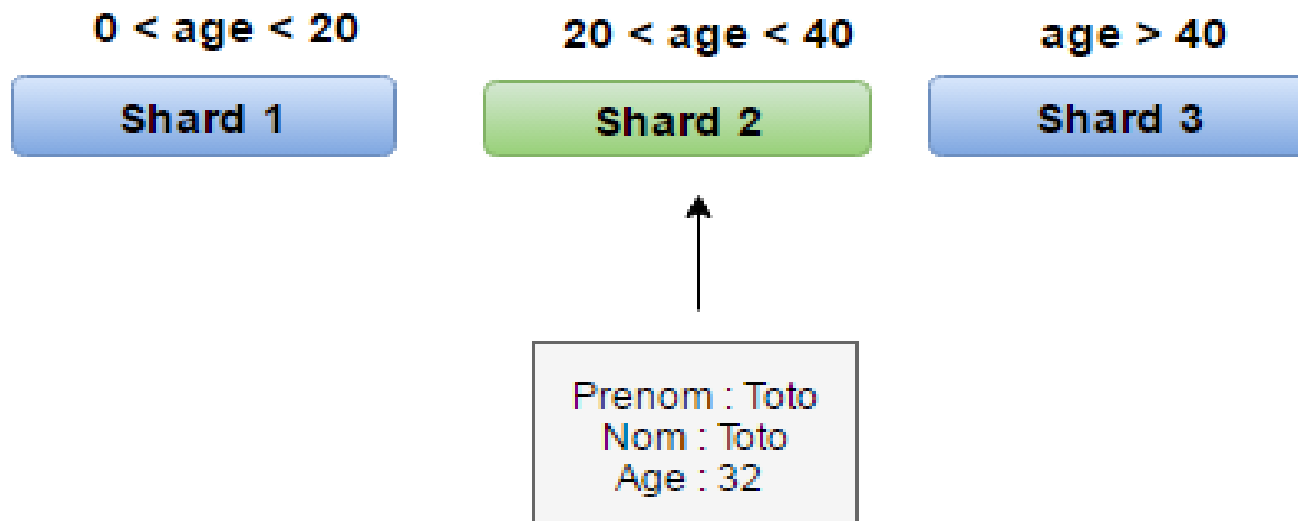 0 < age < 20
20 < age < 40
age > 40
Shard 1
Shard 2
Shard 3
Prenom : Toto
Nom : Toto
Age : 32